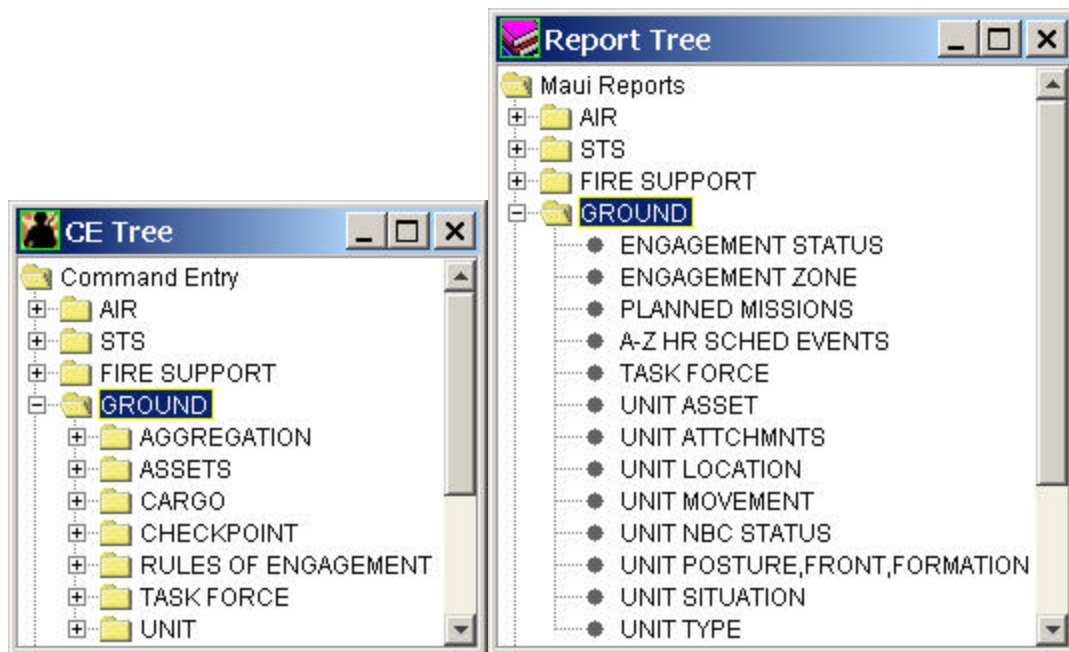 CE Tree
Command Entry
AIR
STS
FIRE SUPPORT
GROUND
AGGREGATION
ASSETS
CARGO
CHECKPOINT
RULES OF ENGAGEMENT
TASK FORCE
UNIT
Report Tree
Maui Reports
AIR
STS
FIRE SUPPORT
GROUND
ENGAGEMENT STATUS
ENGAGEMENT ZONE
PLANNED MISSIONS
A-Z HR SCHED EVENTS
TASK FORCE
UNIT ASSET
UNIT ATTCHMNTS
UNIT LOCATION
UNIT MOVEMENT
UNIT NBC STATUS
UNIT POSTURE,FRONT,FORMATION
UNIT SITUATION
UNIT TYPE